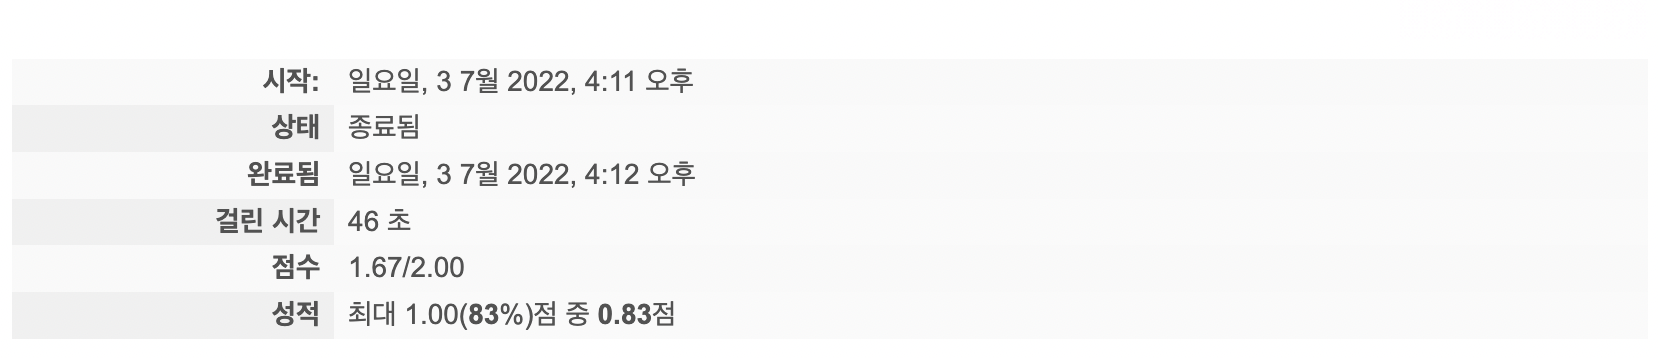 시작: 일요일, 3 7월 2022, 4:11 오후
상태 종료됨
완료됨 일요일, 3 7월 2022, 4:12 오후
걸린 시간 46 초
점수 1.67/2.00
성적 최대 1.00(83%)점 중 0.83점